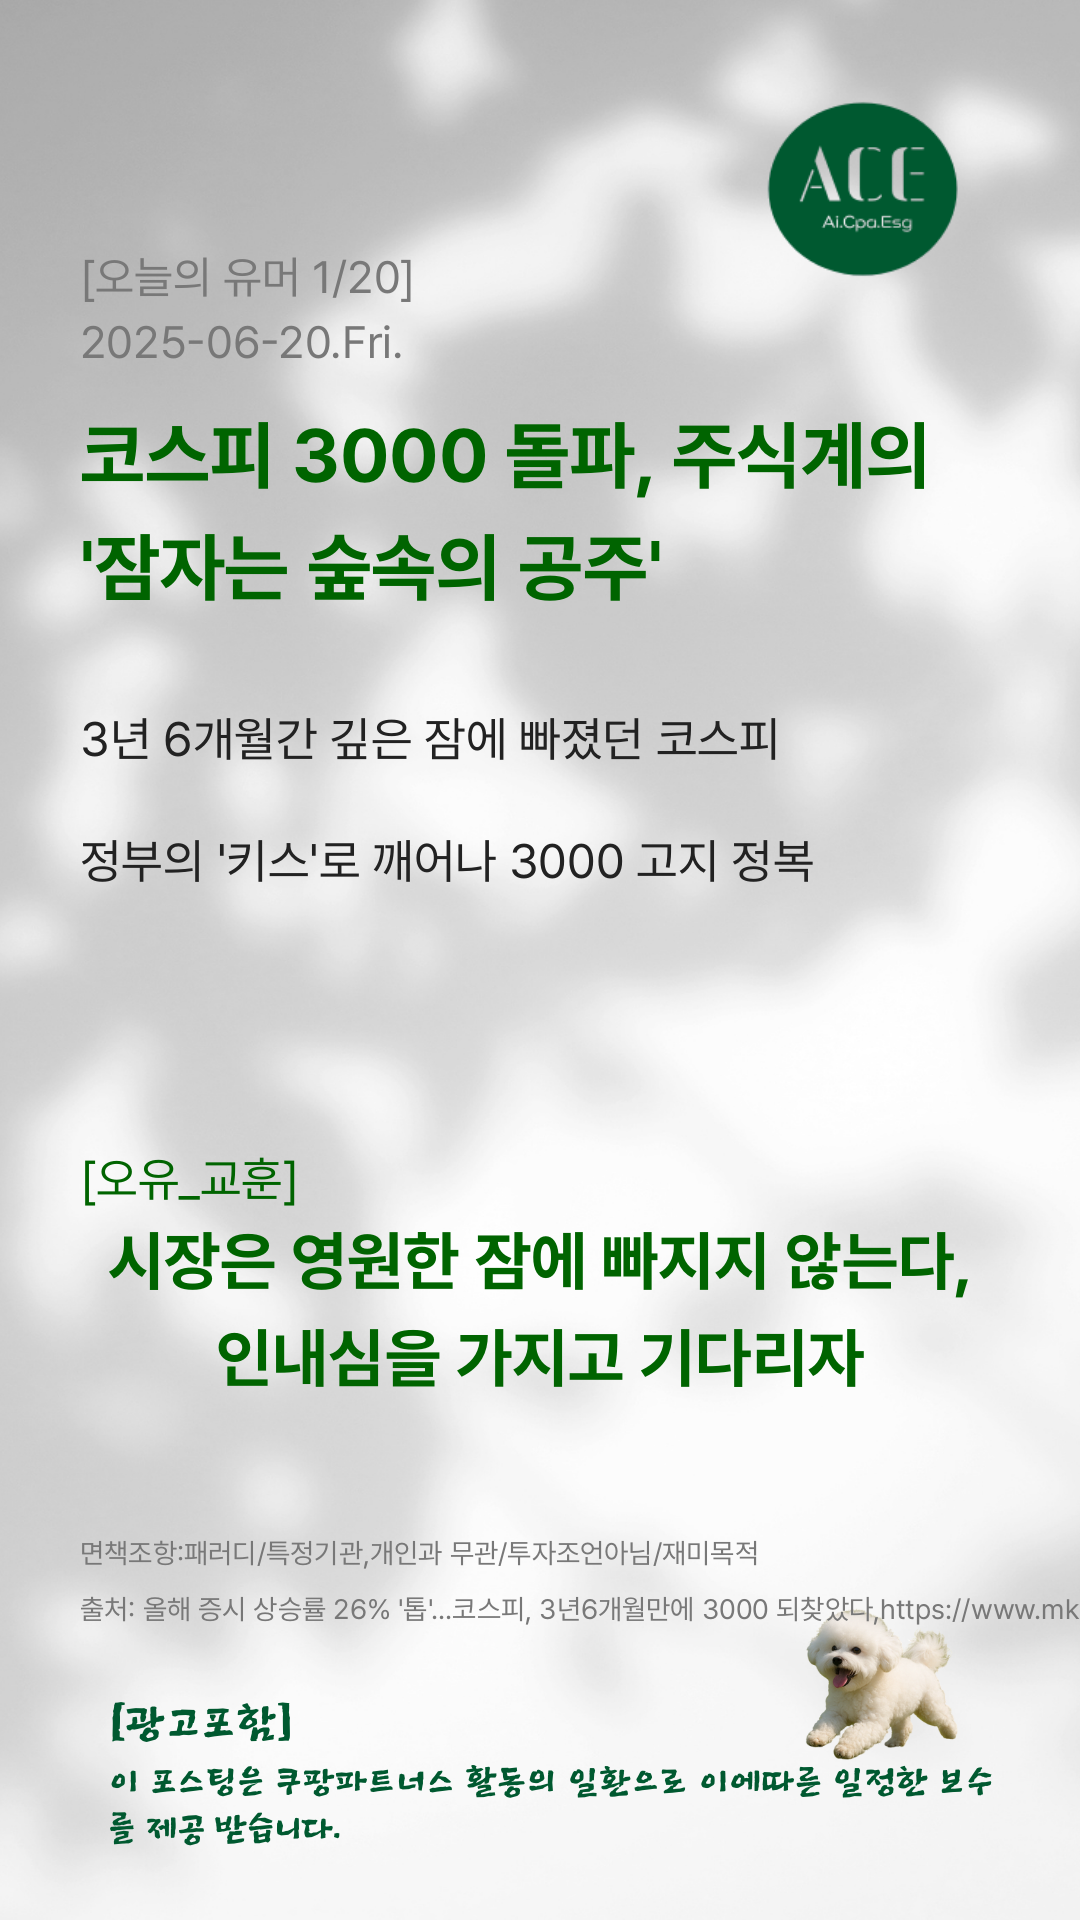 ACE
Ai.Cpa.Esg
[오늘의 유머 1/20]
2025-06-20.Fri.
코스피 3000 돌파, 주식계의
'잠자는 숲속의 공주'
3년 6개월간 깊은 잠에 빠졌던 코스피
정부의 '키스'로 깨어나 3000 고지 정복
[오유_교훈]
시장은 영원한 잠에 빠지지 않는다,
인내심을 가지고 기다리자
면책조항:패러디/특정기관,개인과 무관/투자조언아님/재미목적
출처: 올해 증시 상승률 26% '톱'...코스피, 3년6개월만에 3000 되찾았다,https://www.mk
[광고포함]
이 포스팅은 쿠팡파트너스 활동의 일환으로 이에따른 일정한 보수
를 제공 받습니다.